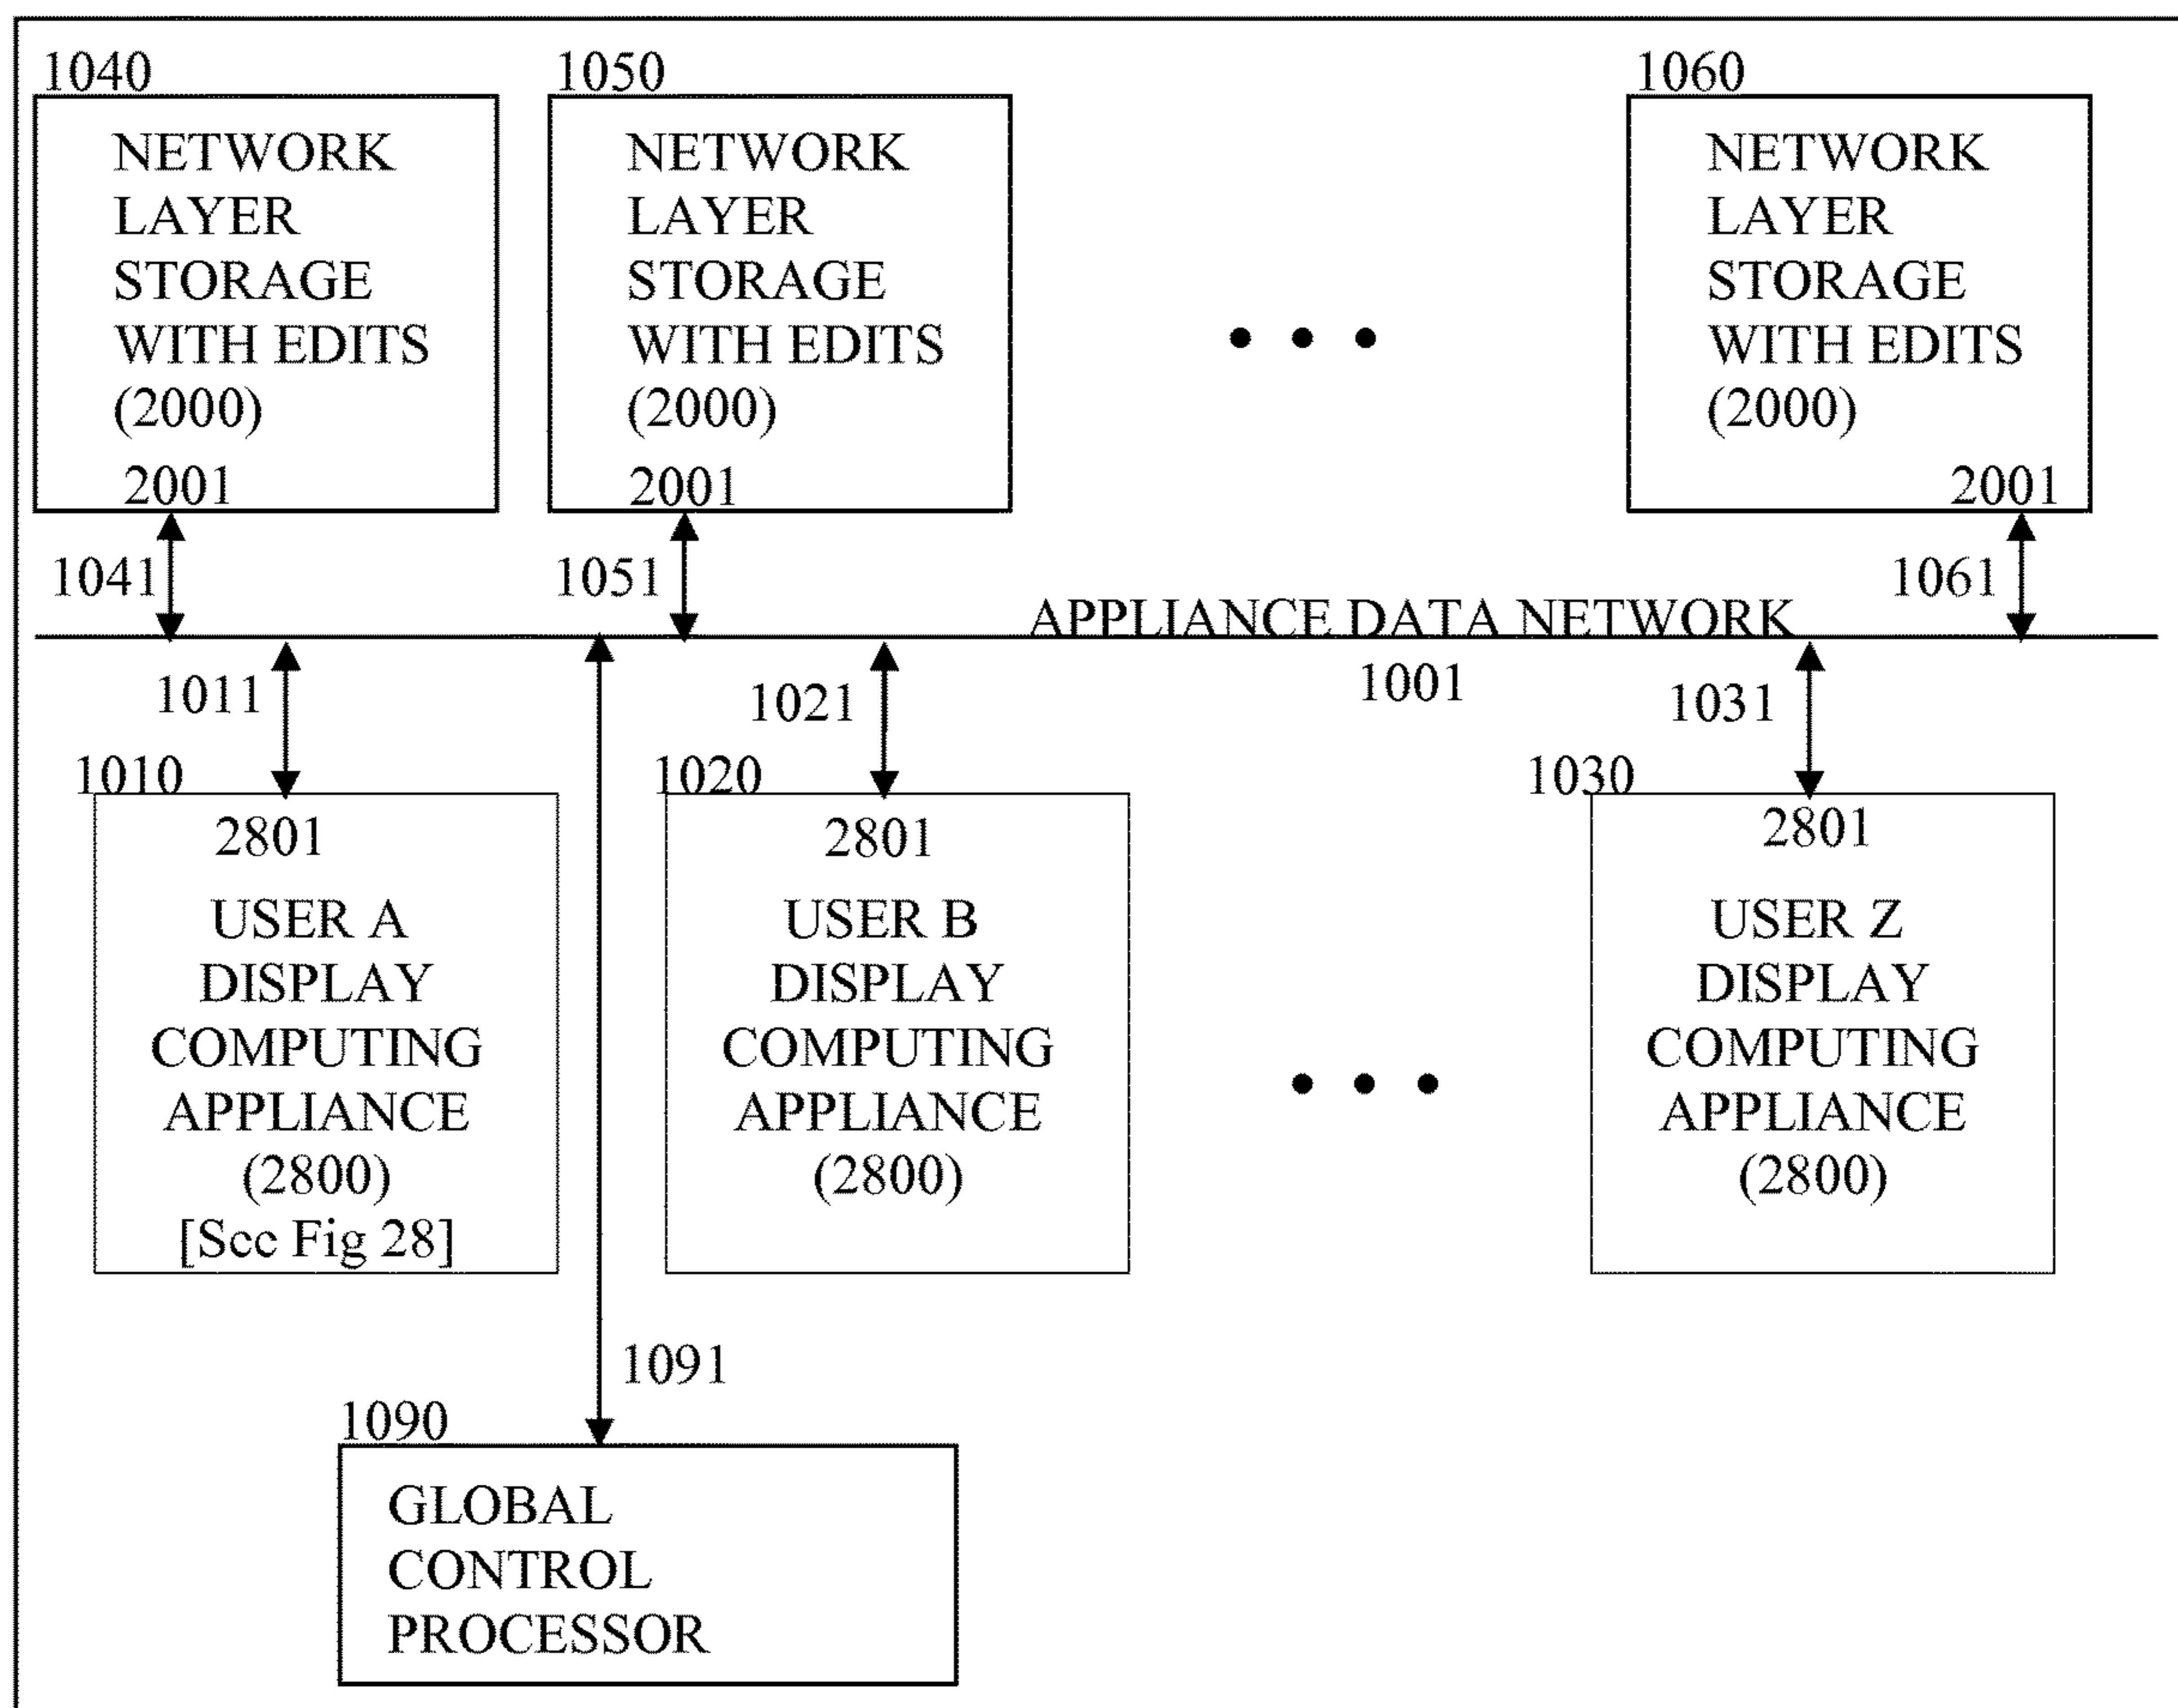 1040
NETWORK
LAYER
STORAGE
WITH EDITS
(2000)
2001
1050
NETWORK
LAYER
STORAGE
WITH EDITS
(2000)
2001
1060
NETWORK
LAYER
STORAGE
WITH EDITS
(2000)
2001
1041
1051
1061
APPLIANCE DATA NETWORK
1001
1011
1021
1031
1010
2801
USER A
DISPLAY
COMPUTING
APPLIANCE
(2800)
[See Fig 28]
1020
2801
USER B
DISPLAY
COMPUTING
APPLIANCE
(2800)
1030
2801
USER Z
DISPLAY
COMPUTING
APPLIANCE
(2800)
1091
1090
GLOBAL
CONTROL
PROCESSOR